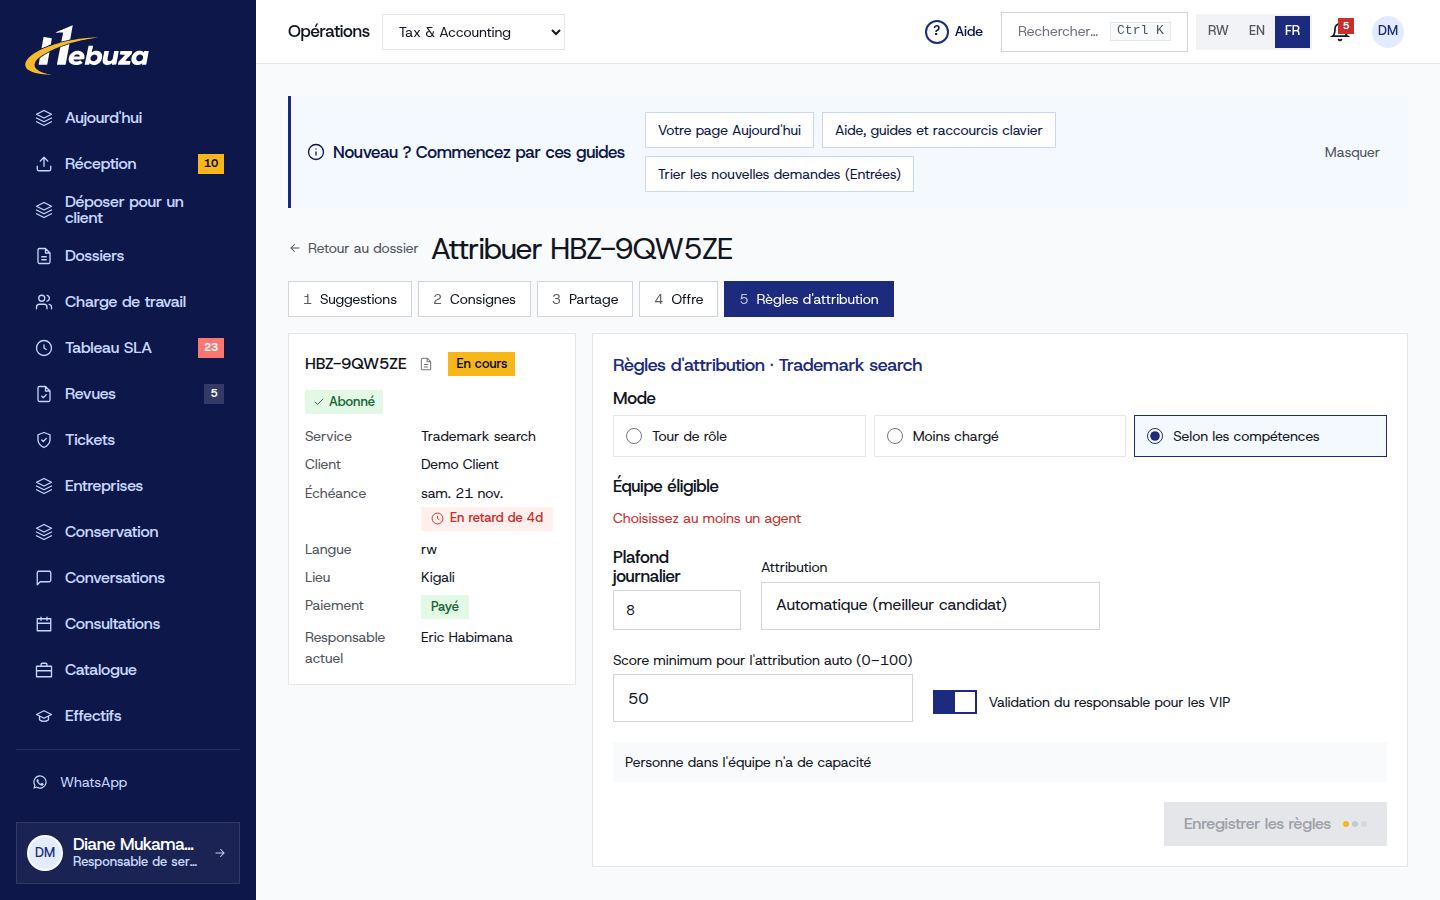 Hebuza
Opérations
Tax & Accounting
? Aide
Rechercher... Ctrl K
RW EN FR
5
DM
Aujourd'hui
Réception 10
Déposer pour un
client
Dossiers
Charge de travail
Tableau SLA 23
Revues 5
Tickets
Entreprises
Conservation
Conversations
Consultations
Catalogue
Effectifs
WhatsApp
DM
Diane Mukama...
Responsable de ser...
Nouveau ? Commencez par ces guides
Votre page Aujourd'hui
Aide, guides et raccourcis clavier
Trier les nouvelles demandes (Entrées)
Masquer
← Retour au dossier
Attribuer HBZ-9QW5ZE
1 Suggestions
2 Consignes
3 Partage
4 Offre
5 Règles d'attribution
HBZ-9QW5ZE
En cours
Abonné
Service Trademark search
Client Demo Client
Échéance sam. 21 nov.
En retard de 4d
Langue rw
Lieu Kigali
Paiement Payé
Responsable Eric Habimana
actuel
Règles d'attribution · Trademark search
Mode
Tour de rôle
Moins chargé
Selon les compétences
Équipe éligible
Choisissez au moins un agent
Plafond
journalier
8
Attribution
Automatique (meilleur candidat)
Score minimum pour l'attribution auto (0–100)
50
Validation du responsable pour les VIP
Personne dans l'équipe n'a de capacité
Enregistrer les règles